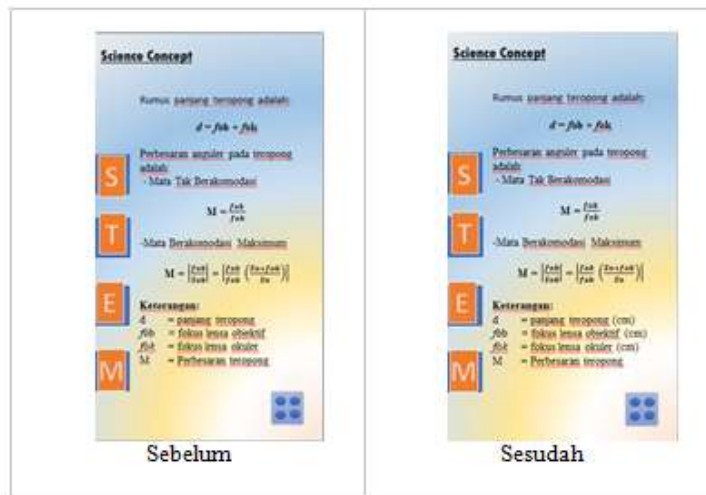 Science Concept
Rumus panjang teropong adalah:
d = fob + fok
Perbesaran anguler pada teropong
adalah:
- Mata Tak Berakomodasi
M =
-Mata Berakomodasi Maksimum
M =
S
T
E
M
Keterangan:
d = panjang teropong
fob = fokus lensa obiektif
fok = fokus lensa okuler
M = Perbesaran teropong
Sebelum
Science Concept
Rumus panjang teropong adalah:
d = fob + fok
Perbesaran anguler pada teropong
adalah:
- Mata Tak Berakomodasi
M =
-Mata Berakomodasi Maksimum
M =
S
T
E
M
Keterangan:
d = panjang teropong (cm)
fob = fokus lensa obiektif (cm)
fok = fokus lensa okuler (cm)
M = Perbesaran teropong
Sesudah